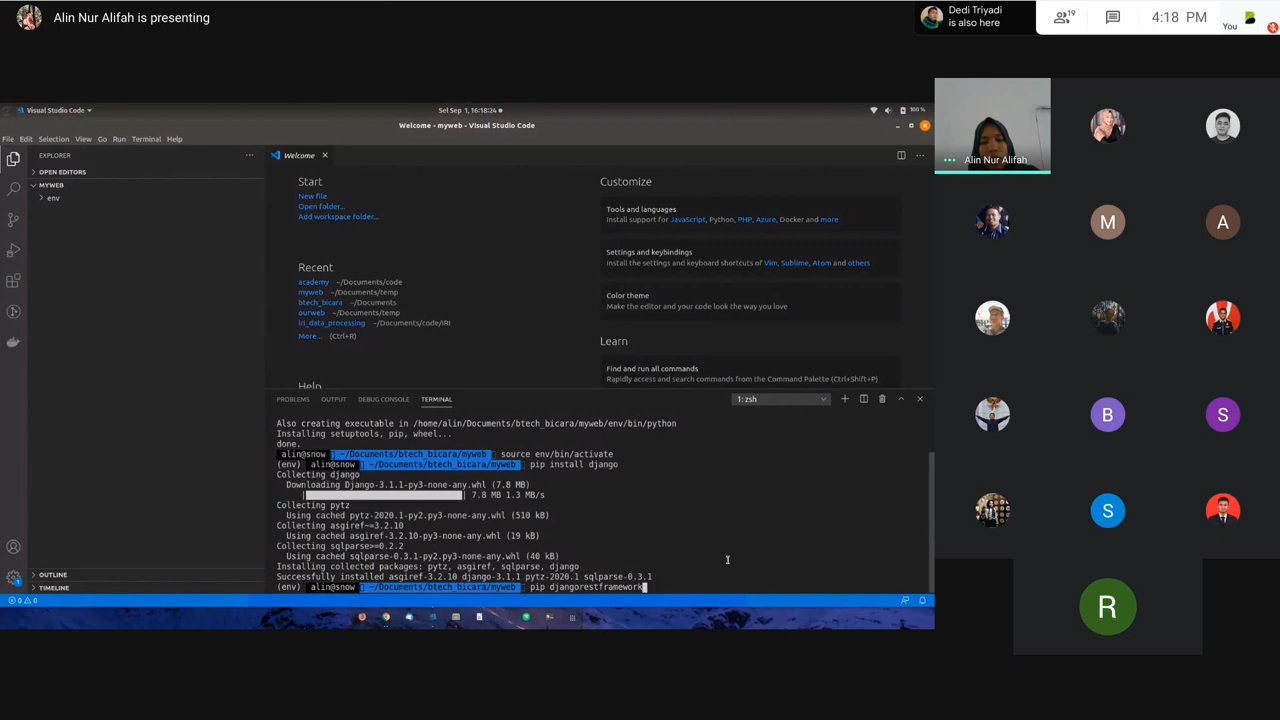 Alin Nur Alifah is presenting
Dedi Triyadi
is also here
19
4:18 PM
You
Visual Studio Code
Sel Sep 1, 16:18:24
100 %
Welcome - myweb - Visual Studio Code
File Edit Selection View Go Run Terminal Help
EXPLORER
OPEN EDITORS
MYWEB
env
OUTLINE
TIMELINE
Welcome
Start
New file
Open folder...
Add workspace folder...
Recent
academy ~/Documents/code
myweb ~/Documents/temp
btech_bicara ~/Documents
ourweb ~/Documents/temp
iri_data_processing ~/Documents/code/IRI
More... (Ctrl+R)
Help
Customize
Tools and languages
Install support for JavaScript, Python, PHP, Azure, Docker and more
Settings and keybindings
Install the settings and keyboard shortcuts of Vim, Sublime, Atom and others
Color theme
Make the editor and your code look the way you love
Learn
Find and run all commands
Rapidly access and search commands from the Command Palette (Ctrl+Shift+P)
PROBLEMS OUTPUT DEBUG CONSOLE TERMINAL
1: zsh
Also creating executable in /home/alin/Documents/btech_bicara/myweb/env/bin/python
Installing setuptools, pip, wheel...
done.
alin@snow ~/Documents/btech_bicara/myweb source env/bin/activate
(env) alin@snow ~/Documents/btech_bicara/myweb pip install django
Collecting django
Downloading Django-3.1.1-py3-none-any.whl (7.8 MB)
| | 7.8 MB 1.3 MB/s
Collecting pytz
Using cached pytz-2020.1-py2.py3-none-any.whl (510 kB)
Collecting asgiref~=3.2.10
Using cached asgiref-3.2.10-py3-none-any.whl (19 kB)
Collecting sqlparse>=0.2.2
Using cached sqlparse-0.3.1-py2.py3-none-any.whl (40 kB)
Installing collected packages: pytz, asgiref, sqlparse, django
Successfully installed asgiref-3.2.10 django-3.1.1 pytz-2020.1 sqlparse-0.3.1
(env) alin@snow ~/Documents/btech_bicara/myweb pip djangorestframework
0 0
1
Alin Nur Alifah
M
A
B
S
S
R